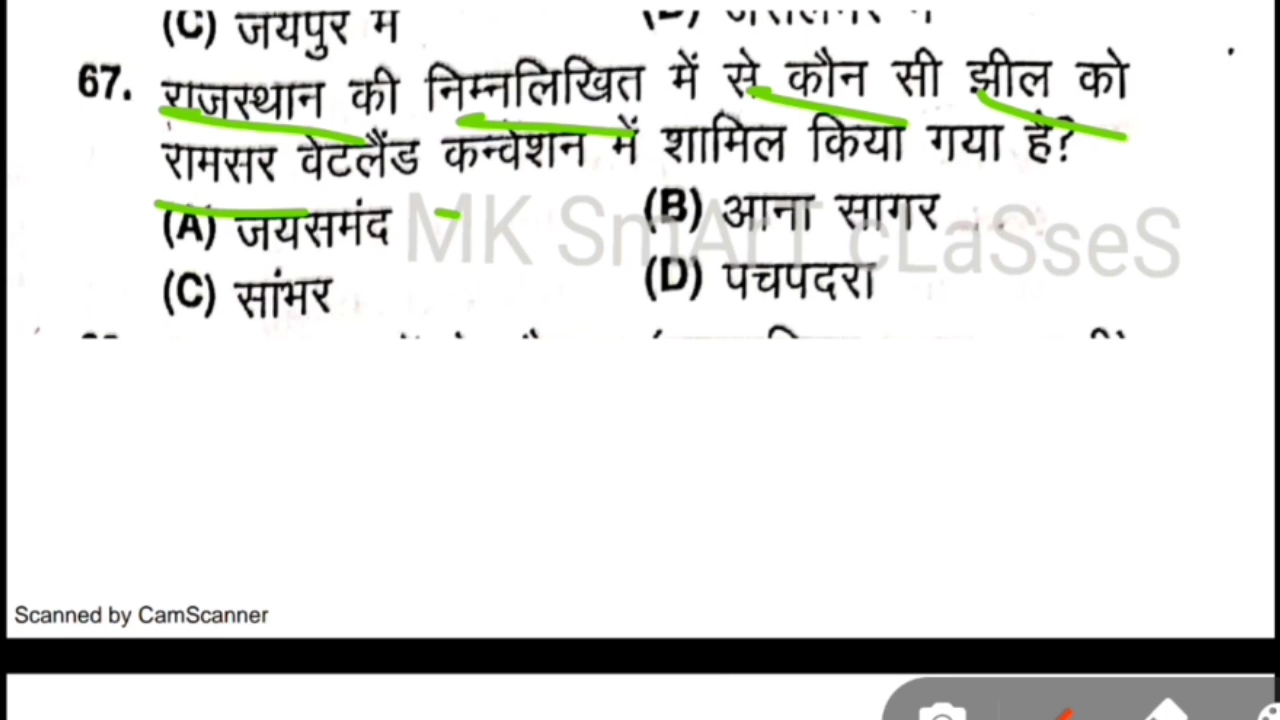 (C) जयपुर में
67. राजस्थान की निम्नलिखित में से कौन सी झील को
रामसर वेटलैंड कन्वेशन में शामिल किया गया है?
(A) जयसमंद (B) आना सागर
MK SmArT cLaSseS
(C) सांभर (D) पचपदरा
Scanned by CamScanner